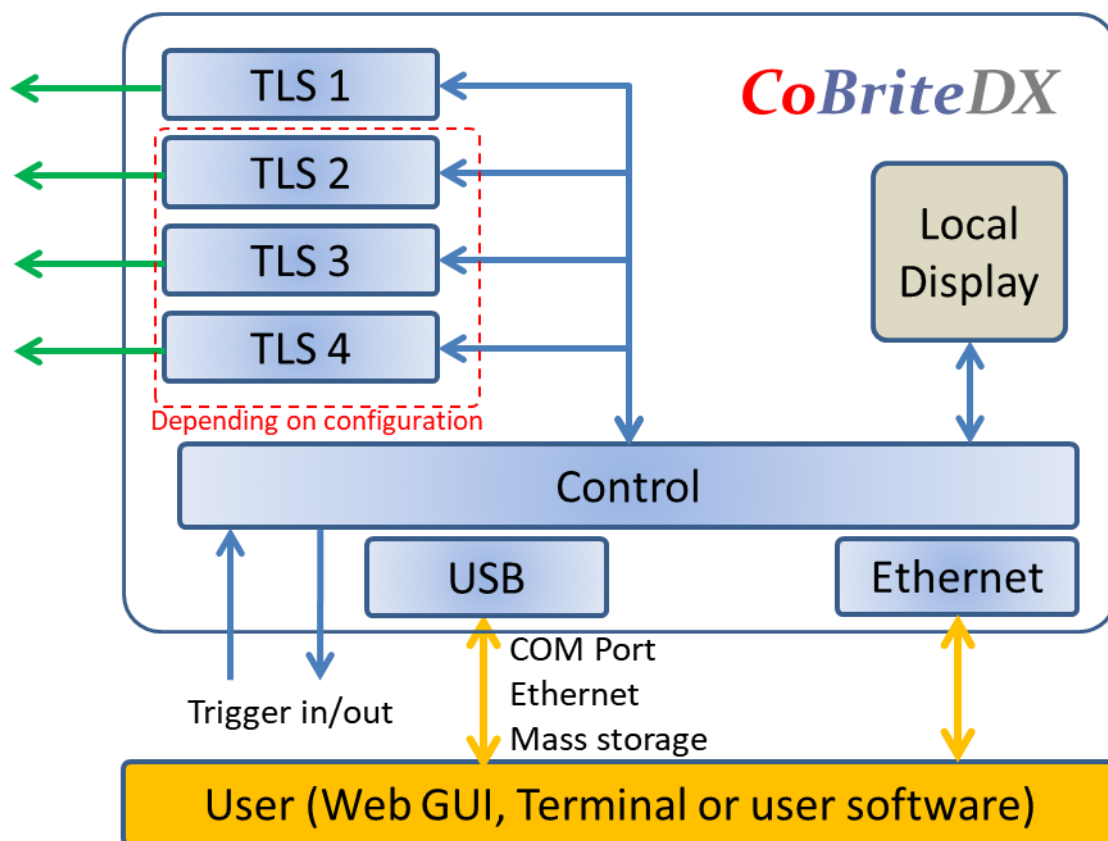 TLS 1
CoBriteDX
TLS 2
TLS 3
TLS 4
Local
Display
Depending on configuration
Control
USB
Ethernet
COM Port
Ethernet
Mass storage
Trigger in/out
User (Web GUI, Terminal or user software)